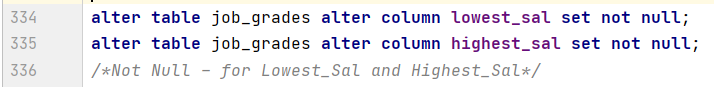 334 alter table job_grades alter column lowest_sal set not null;
335 alter table job_grades alter column highest_sal set not null;
336 /*Not Null – for Lowest_Sal and Highest_Sal*/